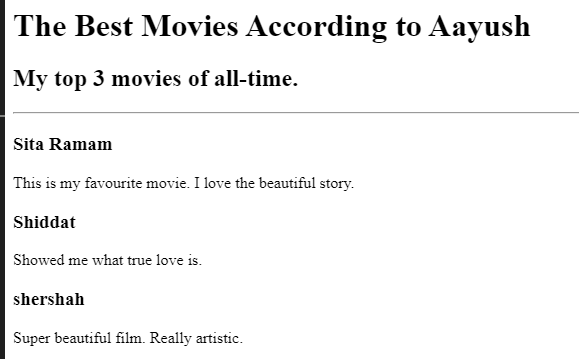 The Best Movies According to Aayush
My top 3 movies of all-time.
Sita Ramam
This is my favourite movie. I love the beautiful story.
Shiddat
Showed me what true love is.
shershah
Super beautiful film. Really artistic.